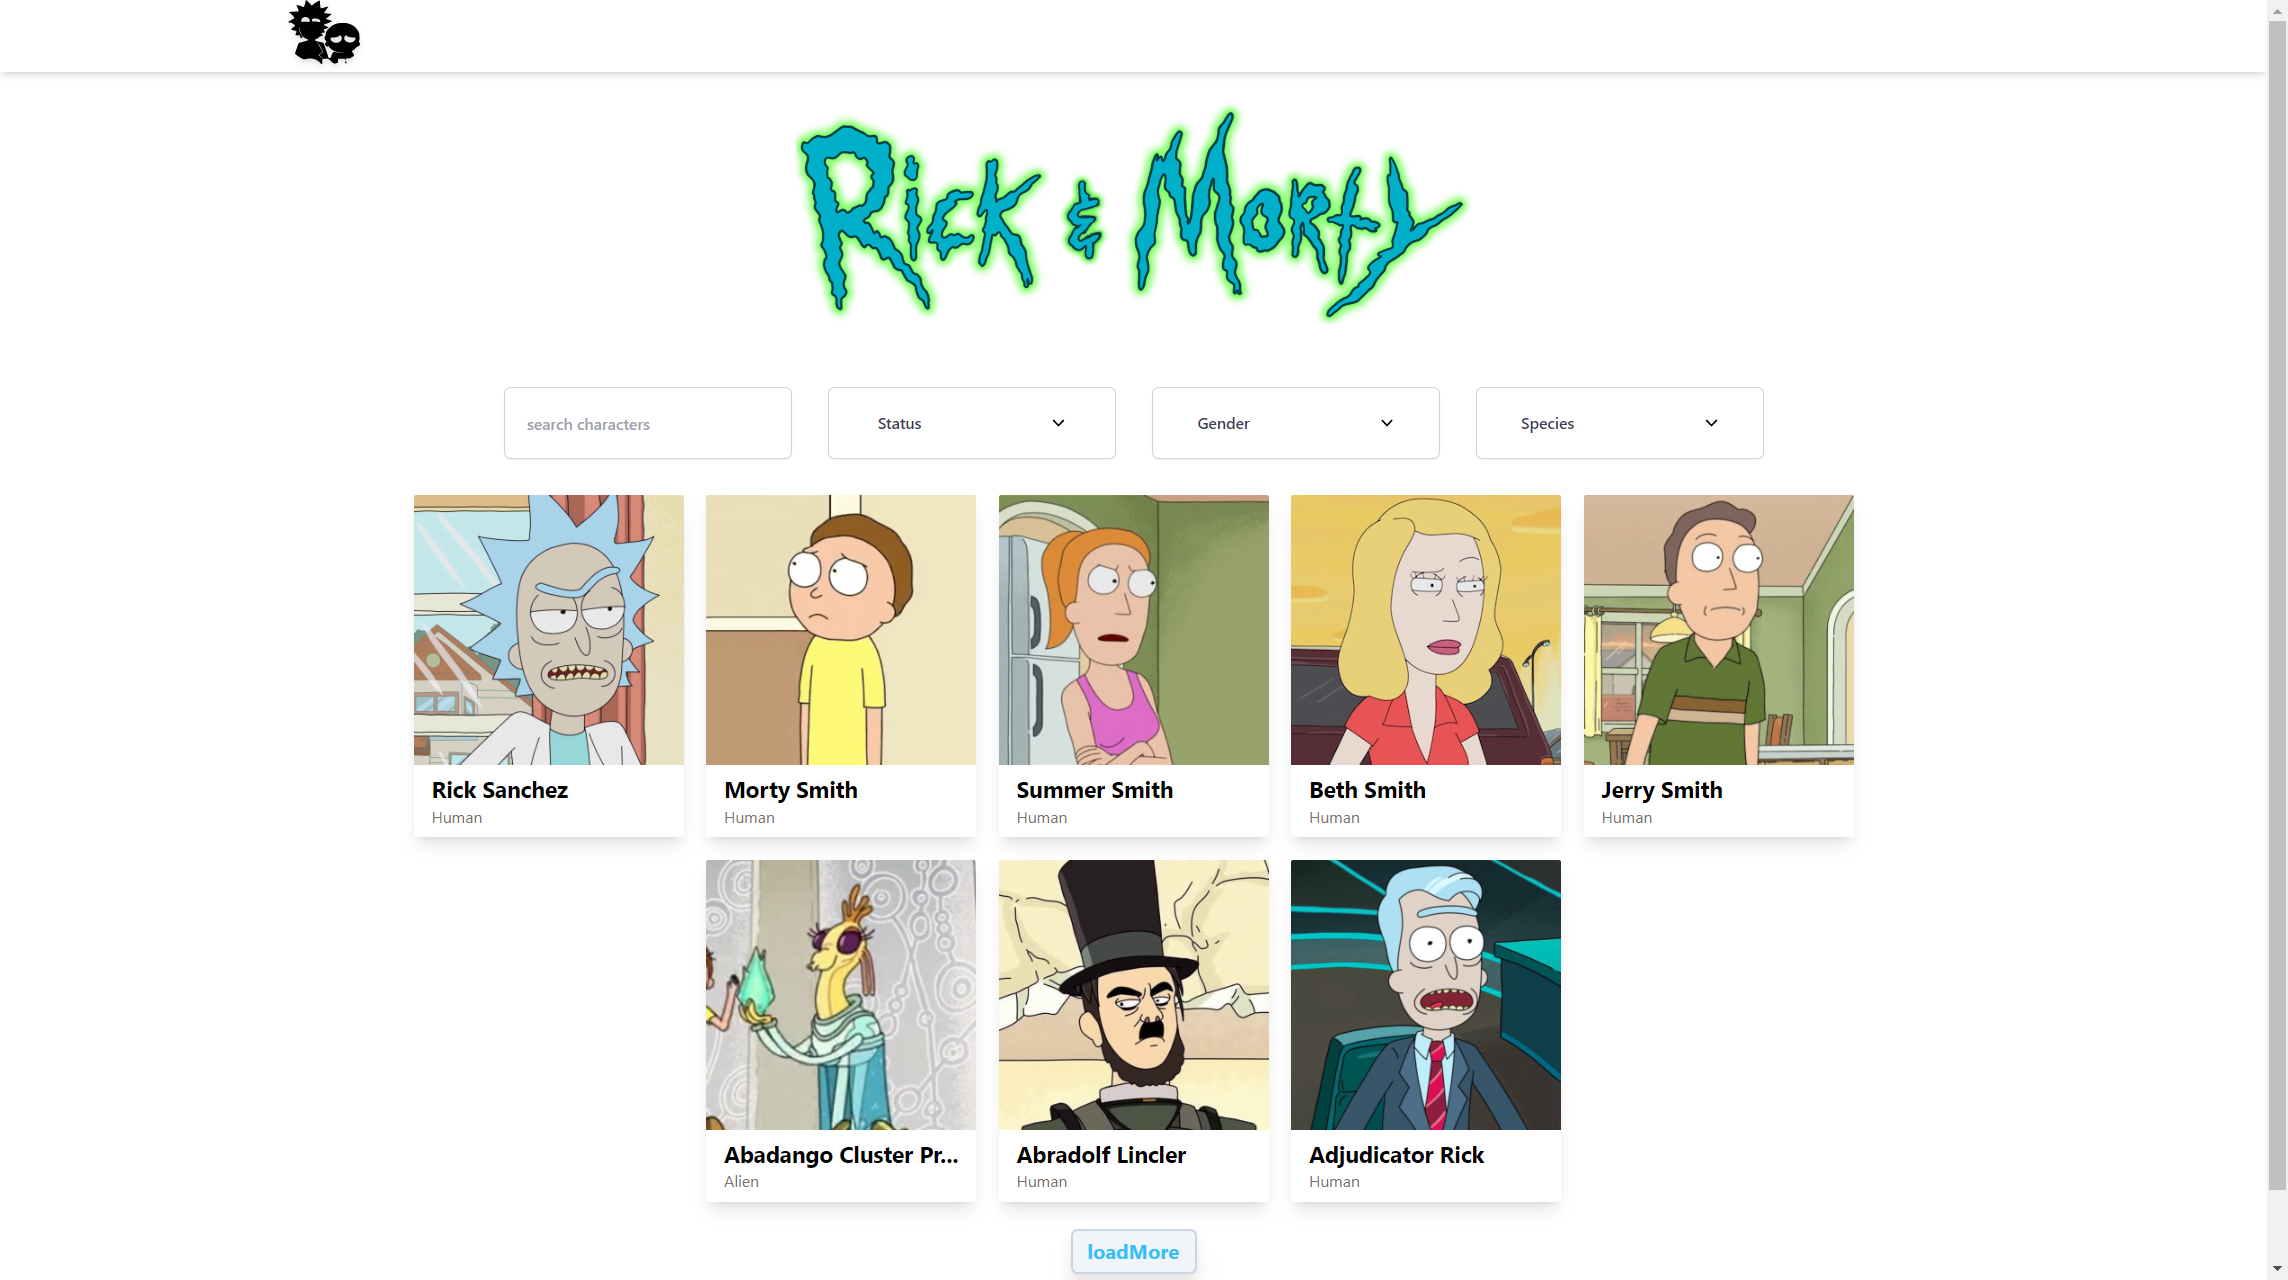 Rick & Morty
search characters
Status
Gender
Species
Rick Sanchez
Human
Morty Smith
Human
Summer Smith
Human
Beth Smith
Human
Jerry Smith
Human
Abadango Cluster Pr...
Alien
Abradolf Lincler
Human
Adjudicator Rick
Human
loadMore